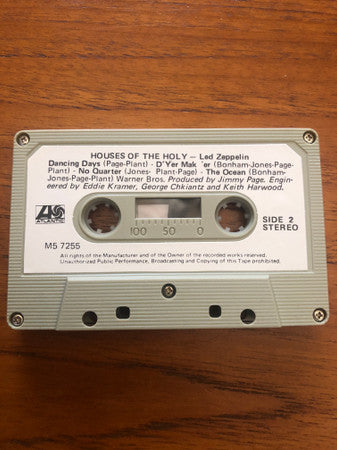 HOUSES OF THE HOLY — Led Zeppelin
Dancing Days (Page-Plant) - D'Yer Mak 'er (Bonham-Jones-Page-
Plant) - No Quarter (Jones- Plant-Page) - The Ocean (Bonham-
Jones-Page-Plant) Warner Bros. Produced by Jimmy Page. Engin-
eered by Eddie Kramer, George Chkiantz and Keith Harwood.
ATLANTIC
100 50 0
SIDE 2
STEREO
M5 7255
All rights of the Manufacturer and of the Owner of the recorded works reserved.
Unauthorized Public Performance, Broadcasting and Copying of this Tape prohibited.